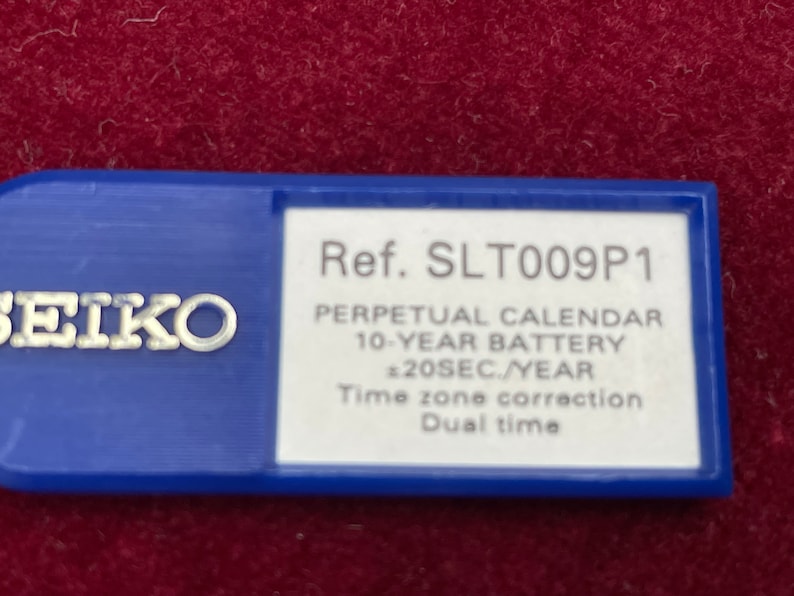 SEIKO
Ref. SLT009P1
PERPETUAL CALENDAR
10-YEAR BATTERY
±20SEC./YEAR
Time zone correction
Dual time